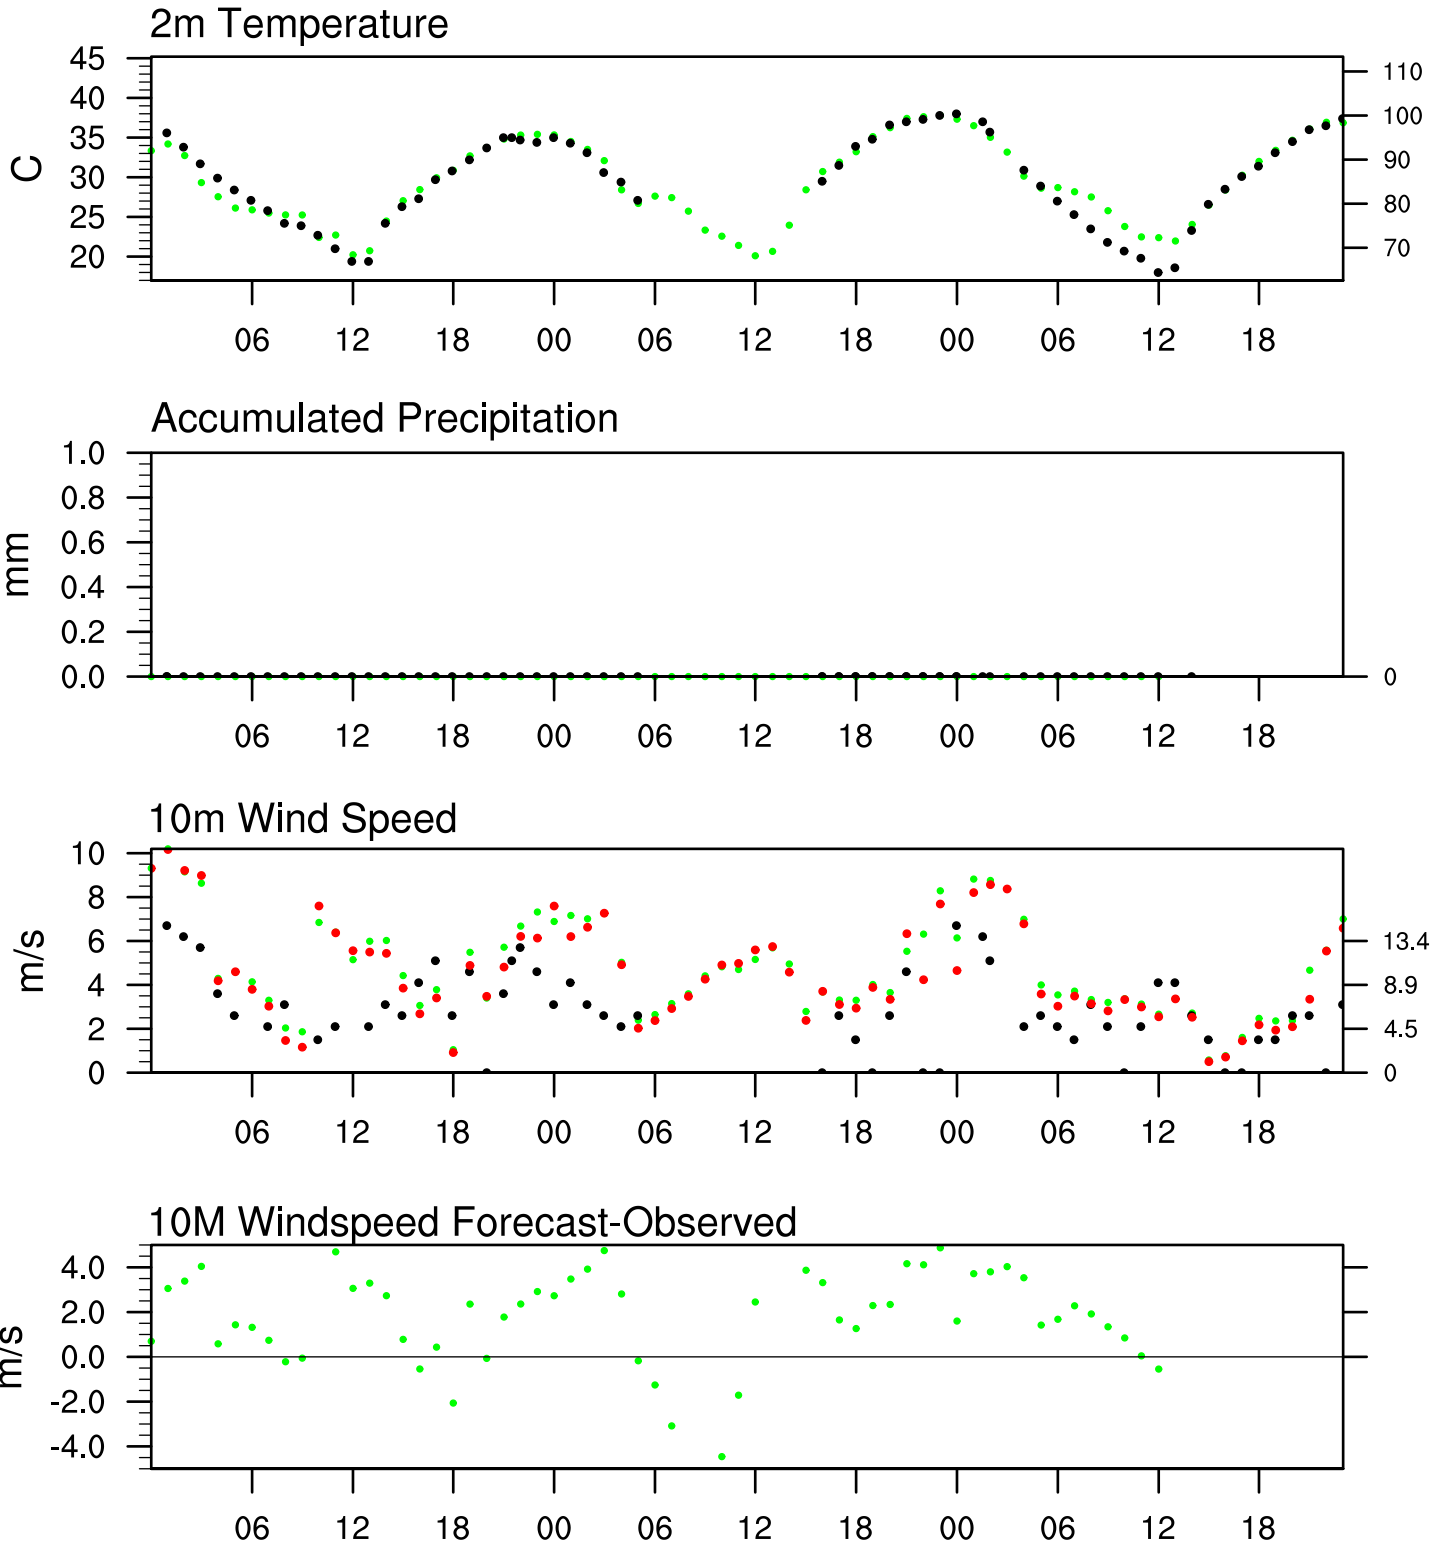 2m Temperature
45
40
35
30
25
20
C
110
100
90
80
70
06 12 18 00 06 12 18 00 06 12 18
Accumulated Precipitation
1.0
0.8
0.6
0.4
0.2
0.0
mm
0
06 12 18 00 06 12 18 00 06 12 18
10m Wind Speed
10
8
6
4
2
0
m/s
13.4
8.9
4.5
0
06 12 18 00 06 12 18 00 06 12 18
10M Windspeed Forecast-Observed
4.0
2.0
0.0
-2.0
-4.0
m/s
06 12 18 00 06 12 18 00 06 12 18